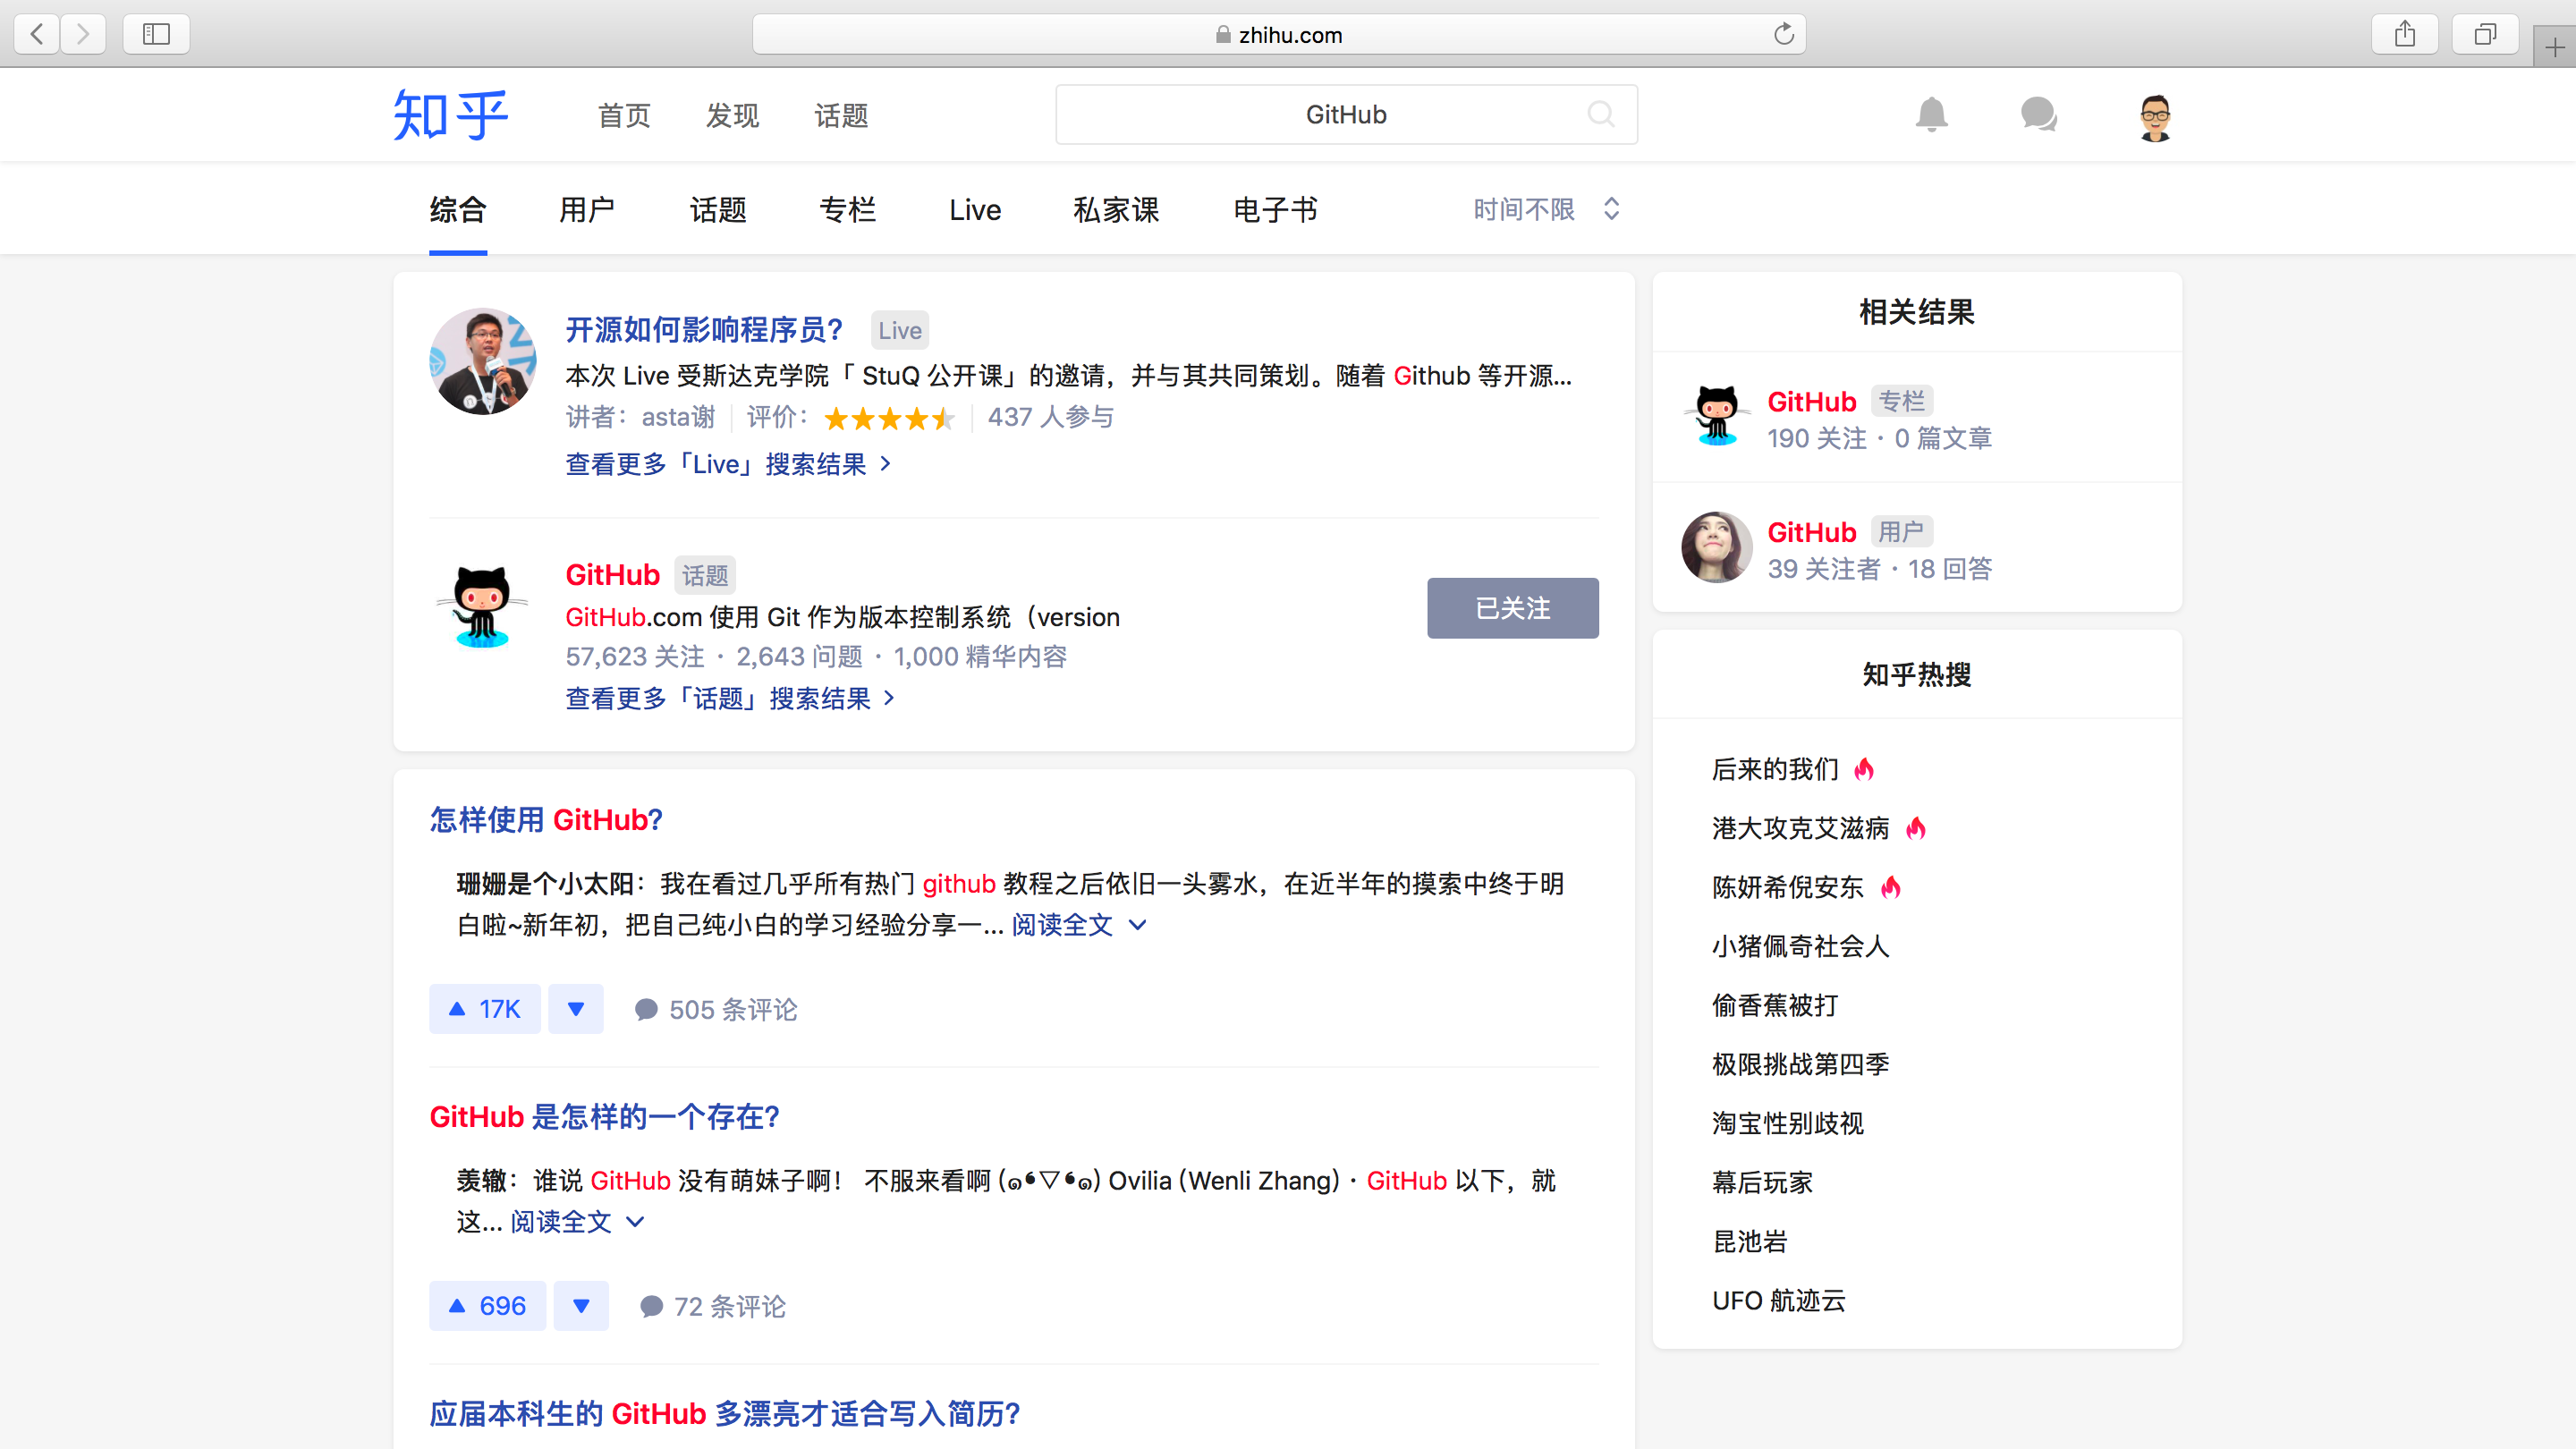 zhihu.com
知乎
首页
发现
话题
GitHub
综合
用户
话题
专栏
Live
私家课
电子书
时间不限
开源如何影响程序员? Live
本次 Live 受斯达克学院「 StuQ 公开课」的邀请，并与其共同策划。随着 Github 等开源...
讲者：asta谢 评价： 437 人参与
查看更多「Live」搜索结果
GitHub 话题
GitHub.com 使用 Git 作为版本控制系统（version
57,623 关注 · 2,643 问题 · 1,000 精华内容
查看更多「话题」搜索结果
已关注
怎样使用 GitHub?
珊姗是个小太阳：我在看过几乎所有热门 github 教程之后依旧一头雾水，在近半年的摸索中终于明
白啦~新年初，把自己纯小白的学习经验分享一... 阅读全文
17K
505 条评论
GitHub 是怎样的一个存在?
羡辙：谁说 GitHub 没有萌妹子啊！ 不服来看啊 (๑❛▽❛๑) Ovilia (Wenli Zhang) · GitHub 以下，就
这... 阅读全文
696
72 条评论
应届本科生的 GitHub 多漂亮才适合写入简历?
相关结果
GitHub 专栏
190 关注 · 0 篇文章
GitHub 用户
39 关注者 · 18 回答
知乎热搜
后来的我们
港大攻克艾滋病
陈妍希倪安东
小猪佩奇社会人
偷香蕉被打
极限挑战第四季
淘宝性别歧视
幕后玩家
昆池岩
UFO 航迹云